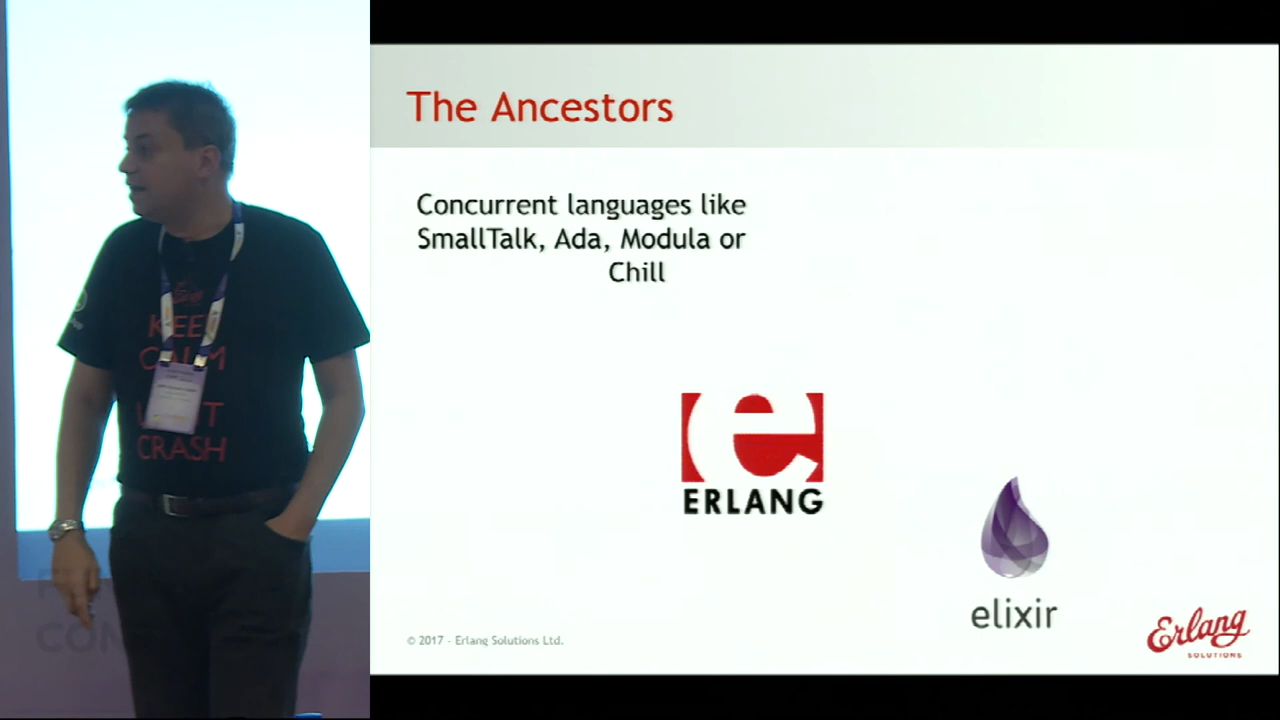 The Ancestors
Concurrent languages like
SmallTalk, Ada, Modula or
Chill
e
ERLANG
elixir
© 2017 - Erlang Solutions Ltd.
Erlang
SOLUTIONS
KEEP
CALM
CRASH